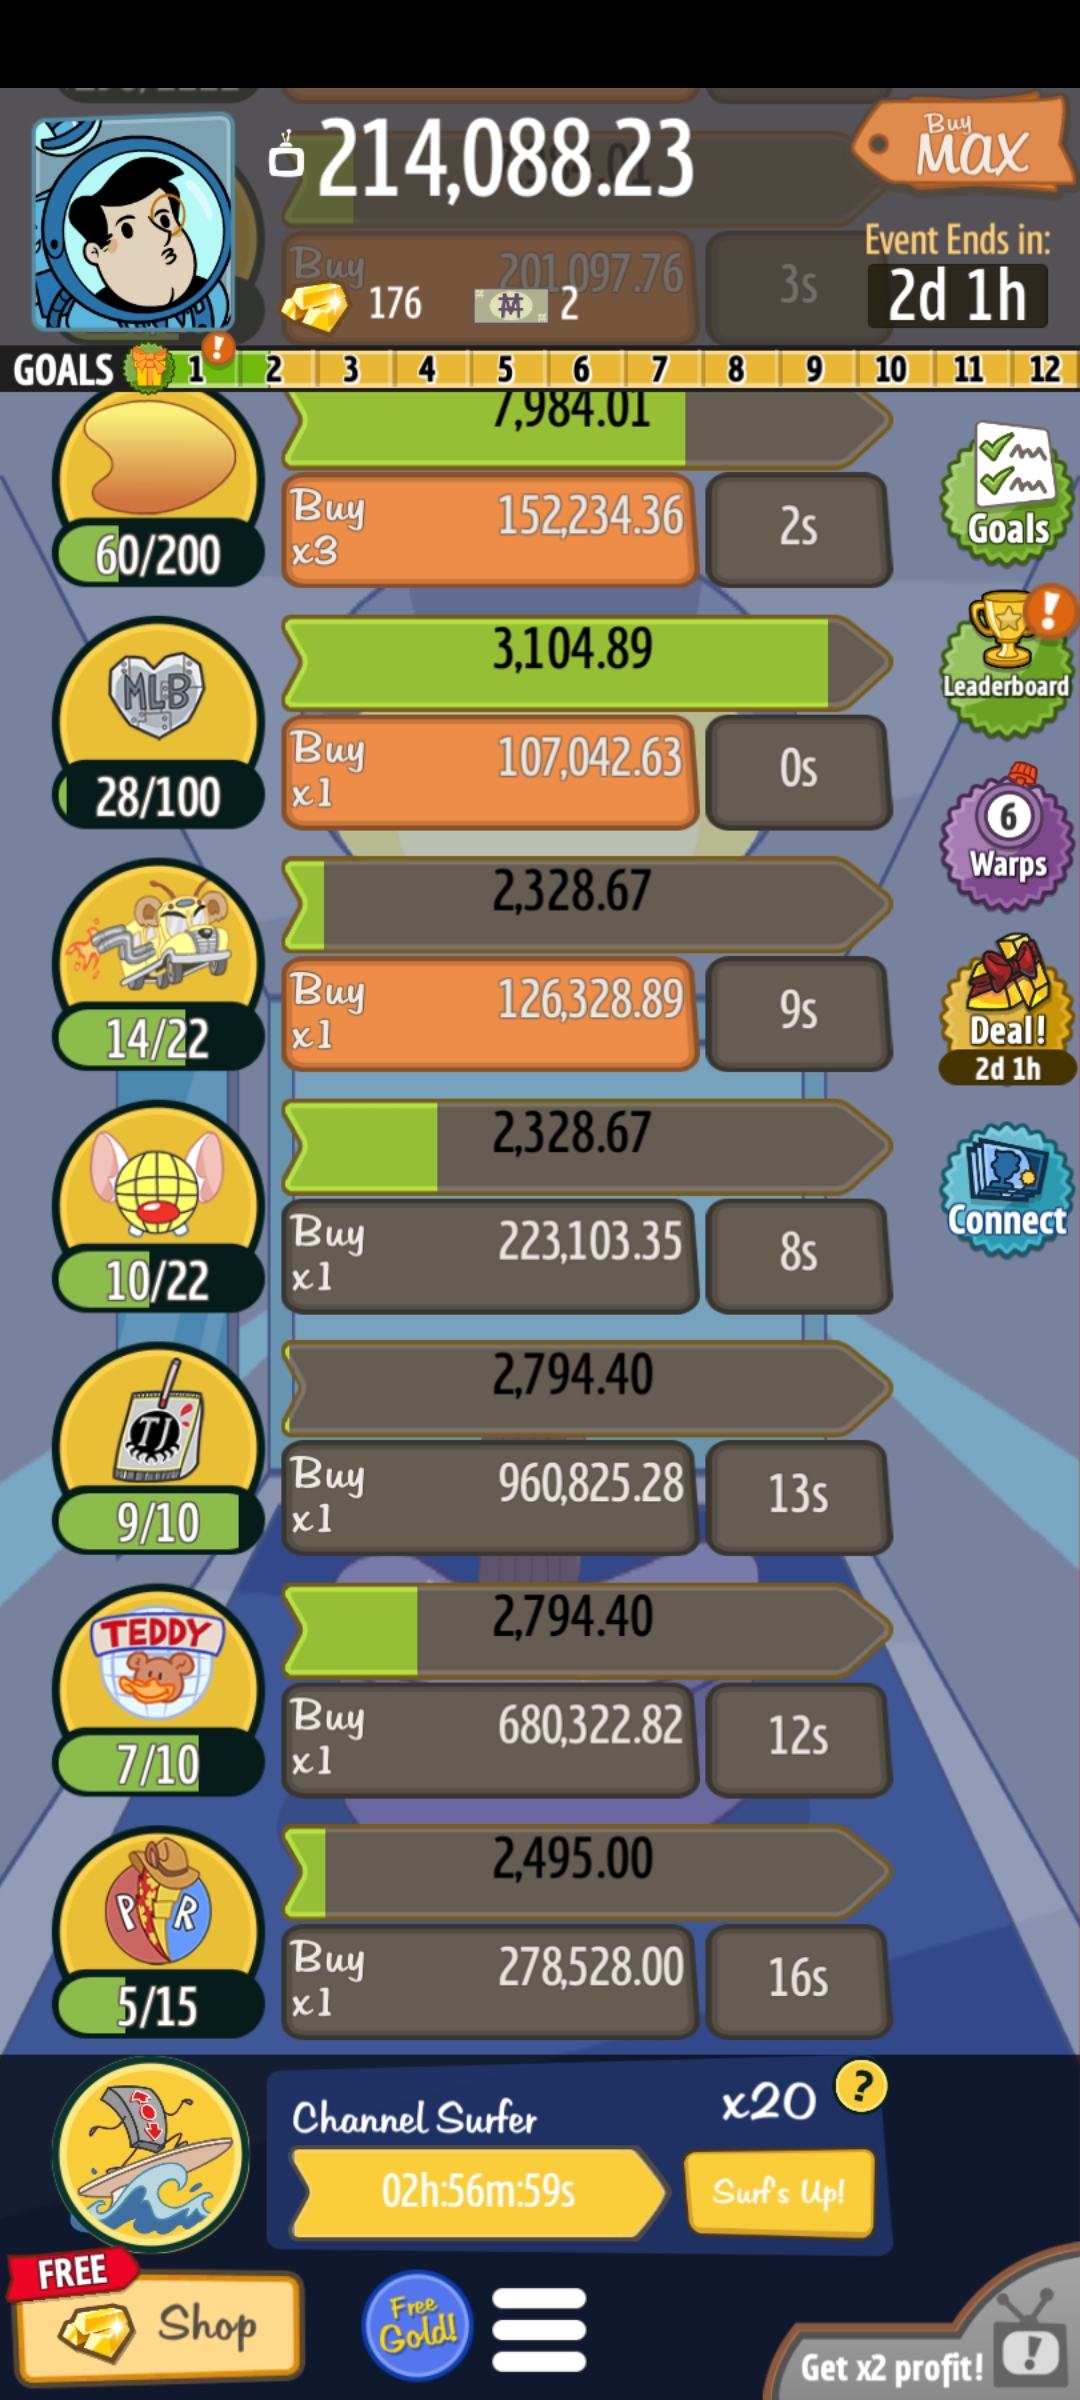 214,088.23
Buy
MAX
Event Ends in:
2d 1h
Buy
201,097.76
3s
176
2
GOALS 1 ! 2 3 4 5 6 7 8 9 10 11 12
7,984.01
60/200
Buy
x3
152,234.36
2s
Goals
MLB
28/100
3,104.89
Buy
x1
107,042.63
0s
!
Leaderboard
6
Warps
14/22
2,328.67
Buy
x1
126,328.89
9s
Deal!
2d 1h
10/22
2,328.67
Buy
x1
223,103.35
8s
Connect
TJ
9/10
2,794.40
Buy
x1
960,825.28
13s
TEDDY
7/10
2,794.40
Buy
x1
680,322.82
12s
P R
5/15
2,495.00
Buy
x1
278,528.00
16s
Channel Surfer
x20
?
02h:56m:59s
Surf's Up!
FREE
Shop
Free
Gold!
Get x2 profit!
!